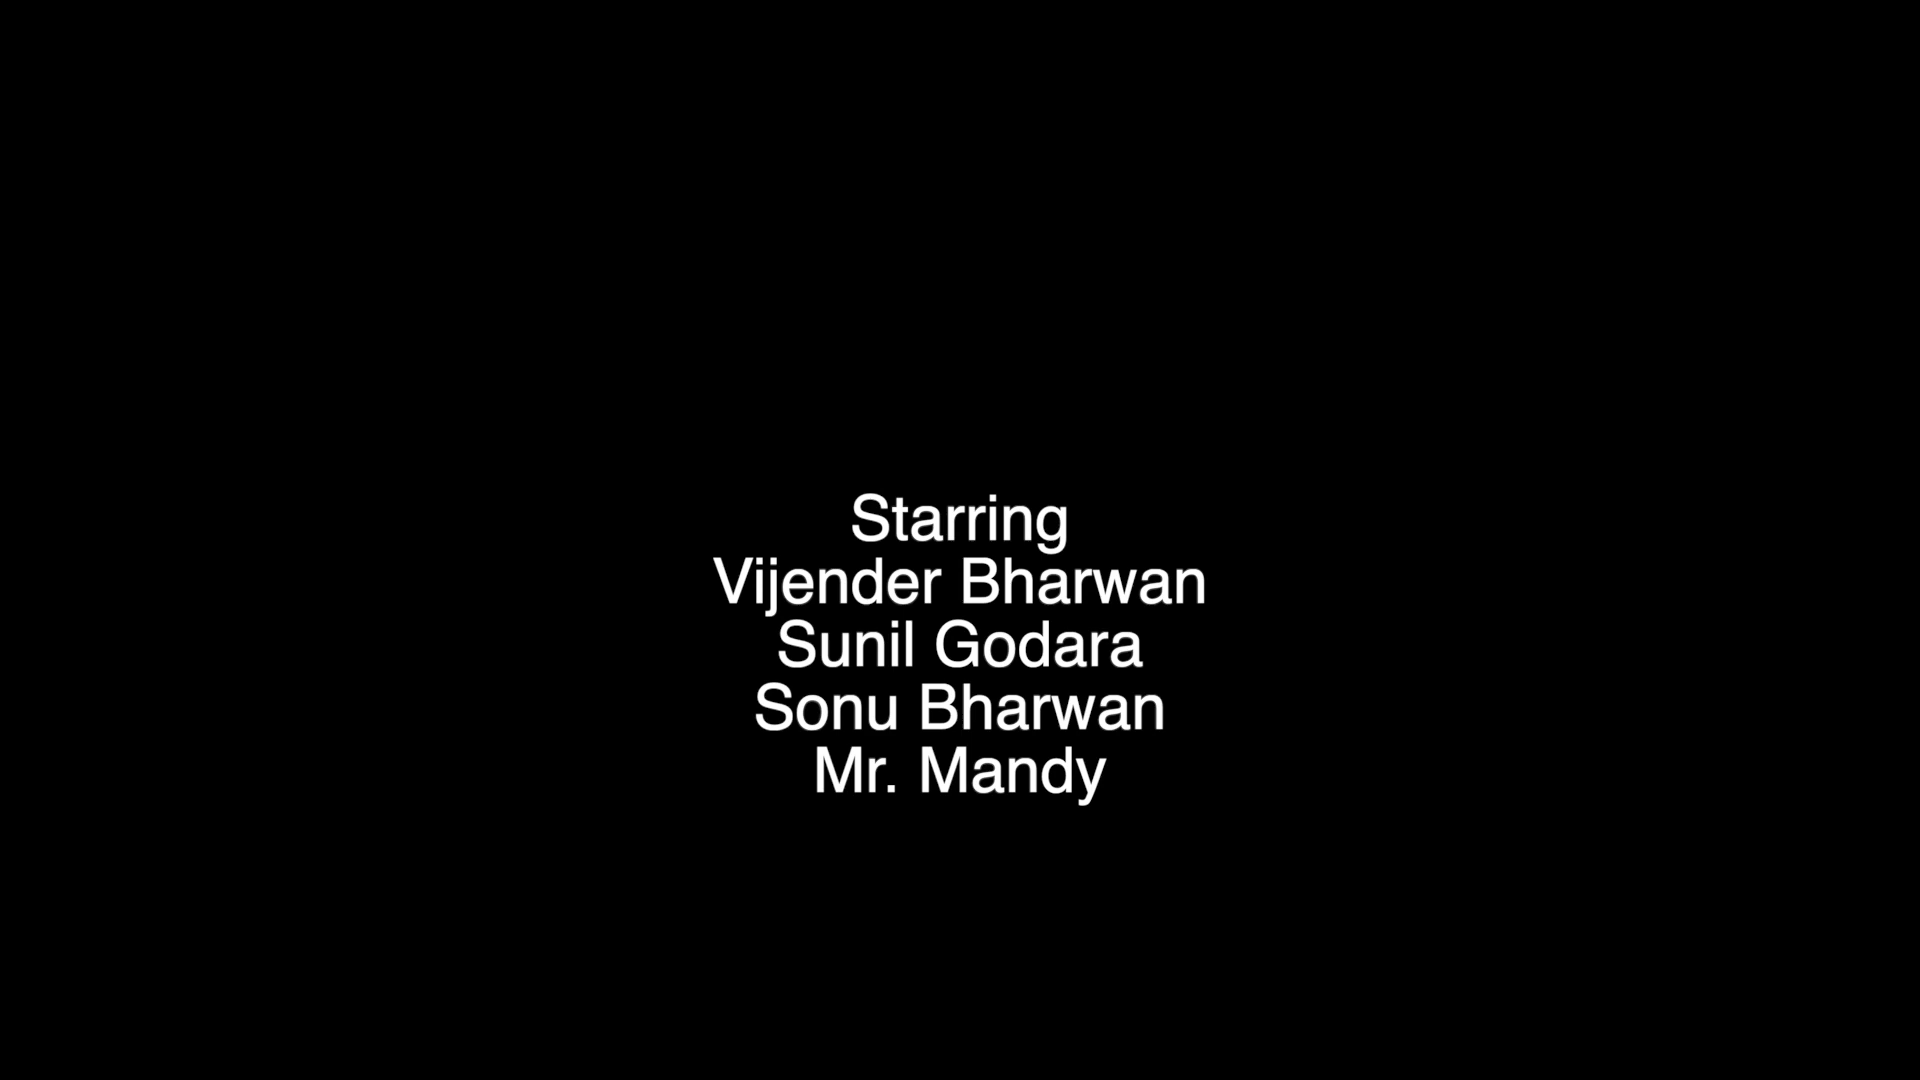 Starring
Vijender Bharwan
Sunil Godara
Sonu Bharwan
Mr. Mandy